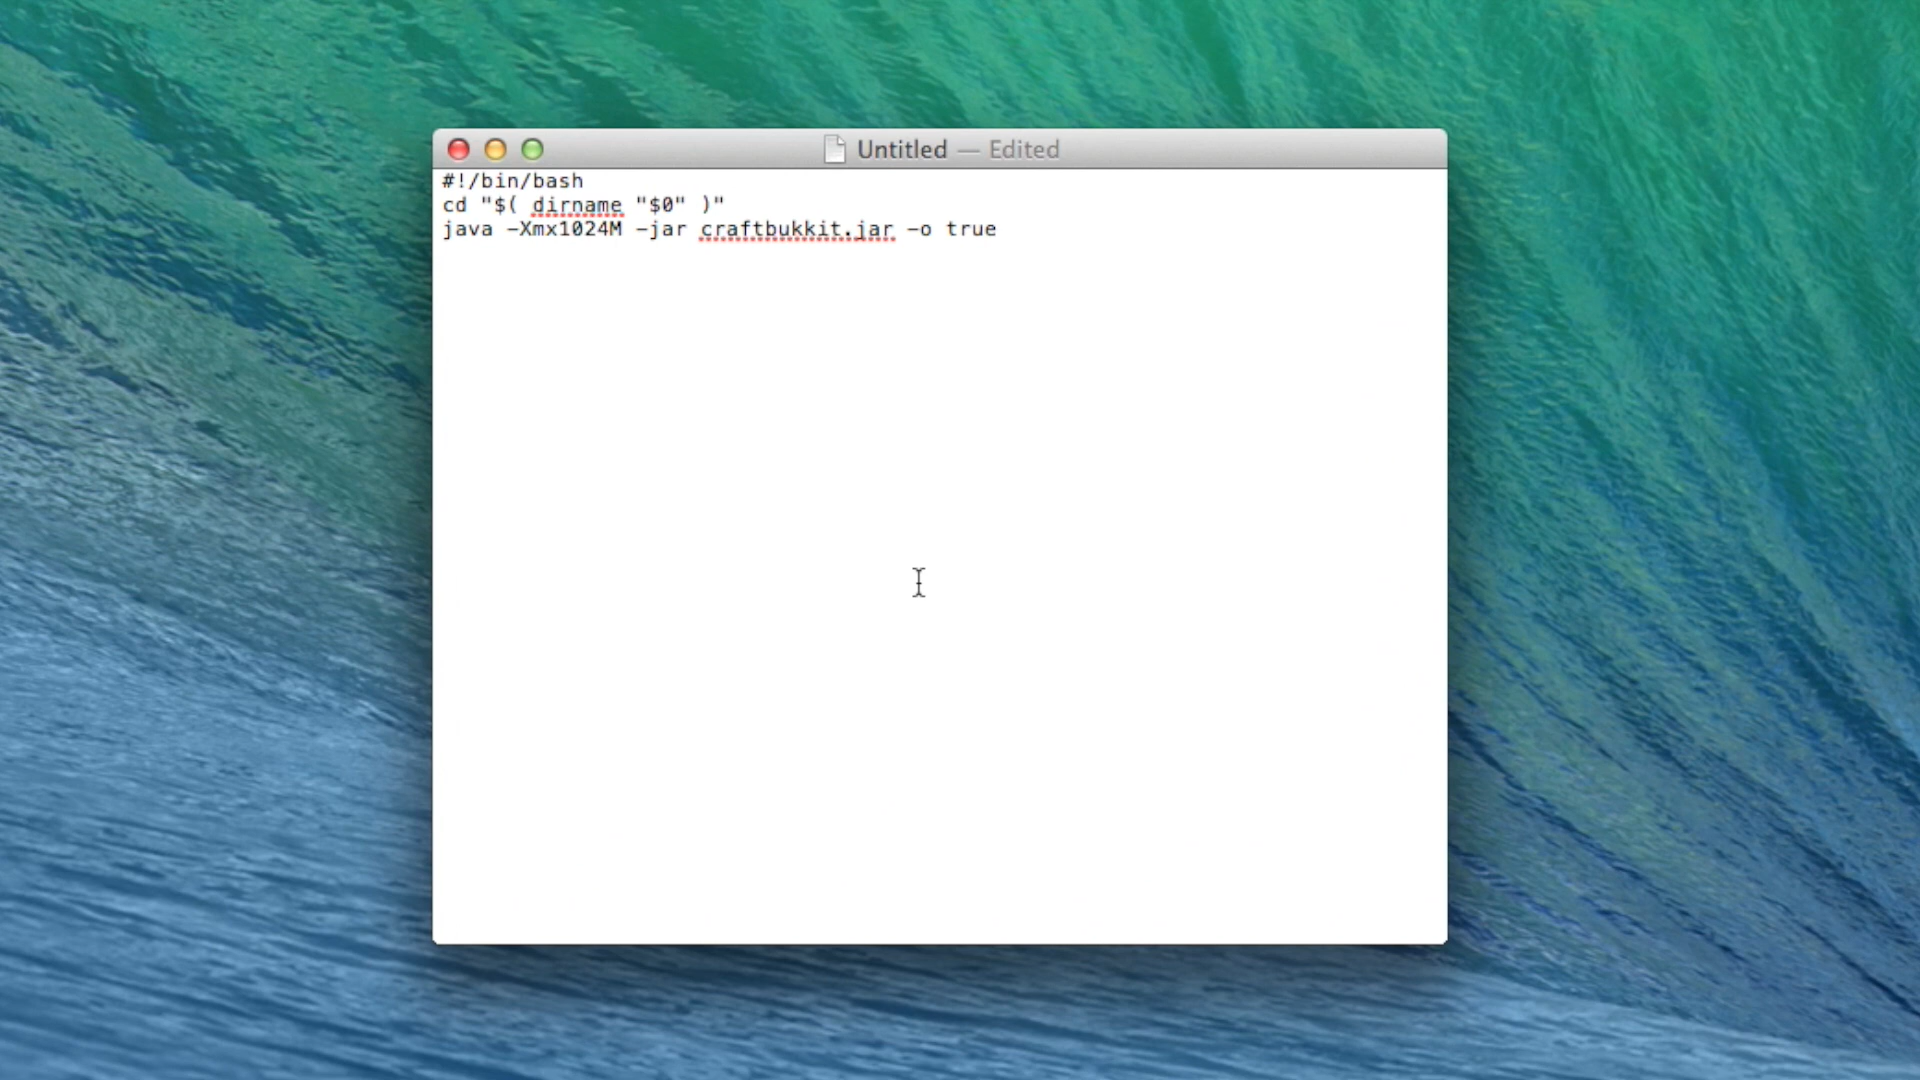 Untitled — Edited
#!/bin/bash
cd "$( dirname "$0" )"
java -Xmx1024M -jar craftbukkit.jar -o true